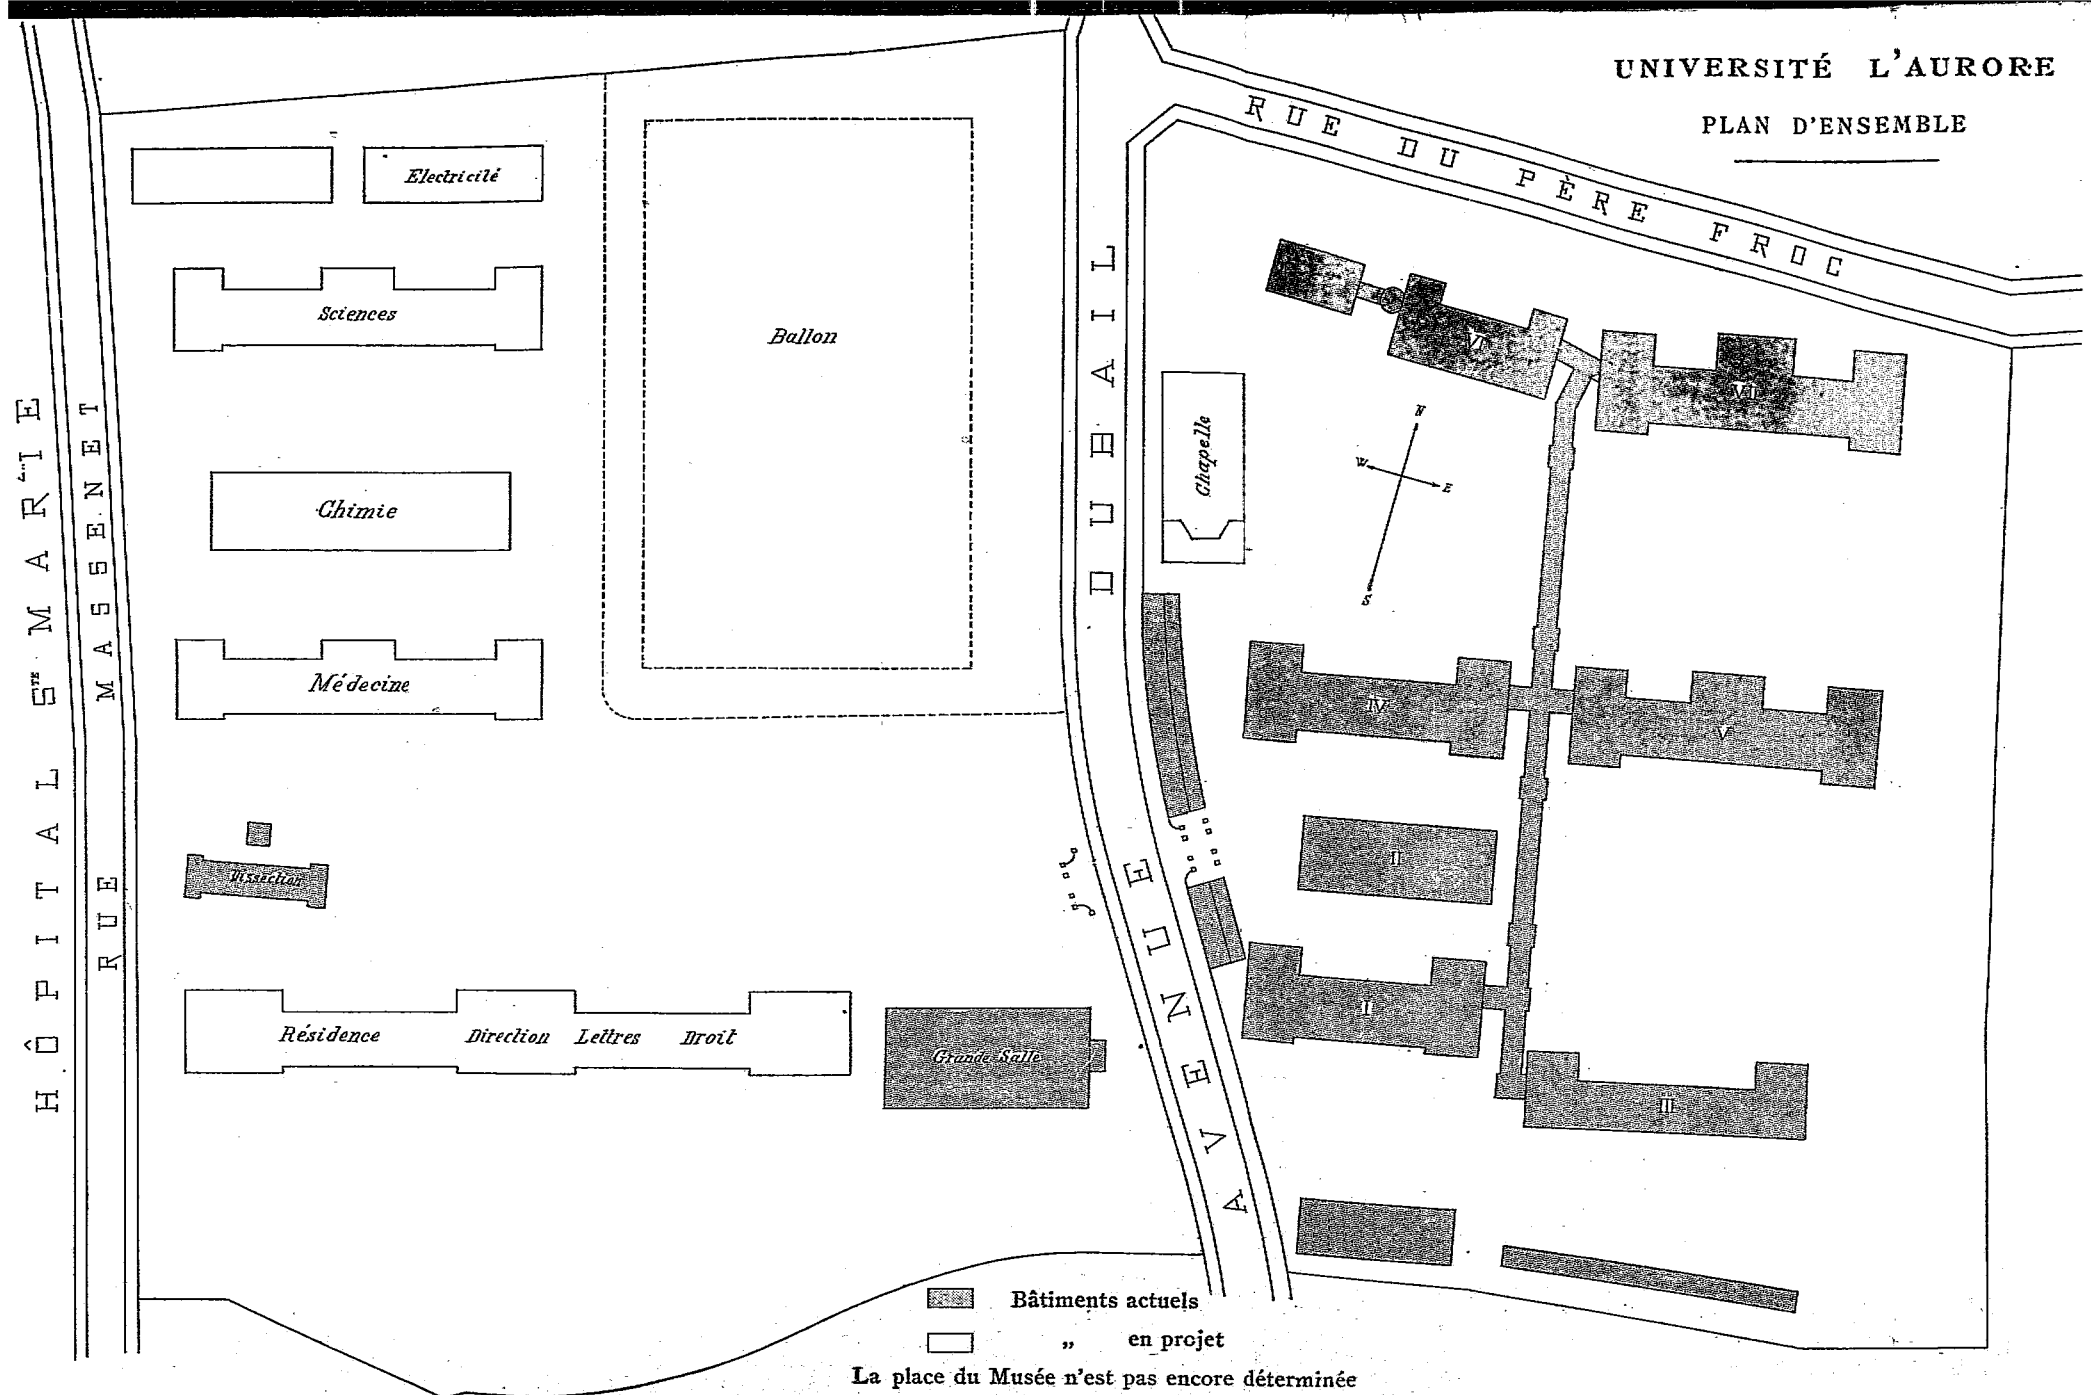 UNIVERSITÉ L'AURORE
PLAN D'ENSEMBLE
RUE DU PÈRE FROC
Electricité
Sciences
Ballon
Chimie
Médecine
Dissection
Résidence
Direction
Lettres
Droit
Grande Salle
HÔPITAL STE MARIE
RUE MASSENET
AVENUE DUBAIL
Chapelle
N
W
E
S
VI
VII
IV
V
II
I
III
Bâtiments actuels
„ en projet
La place du Musée n'est pas encore déterminée